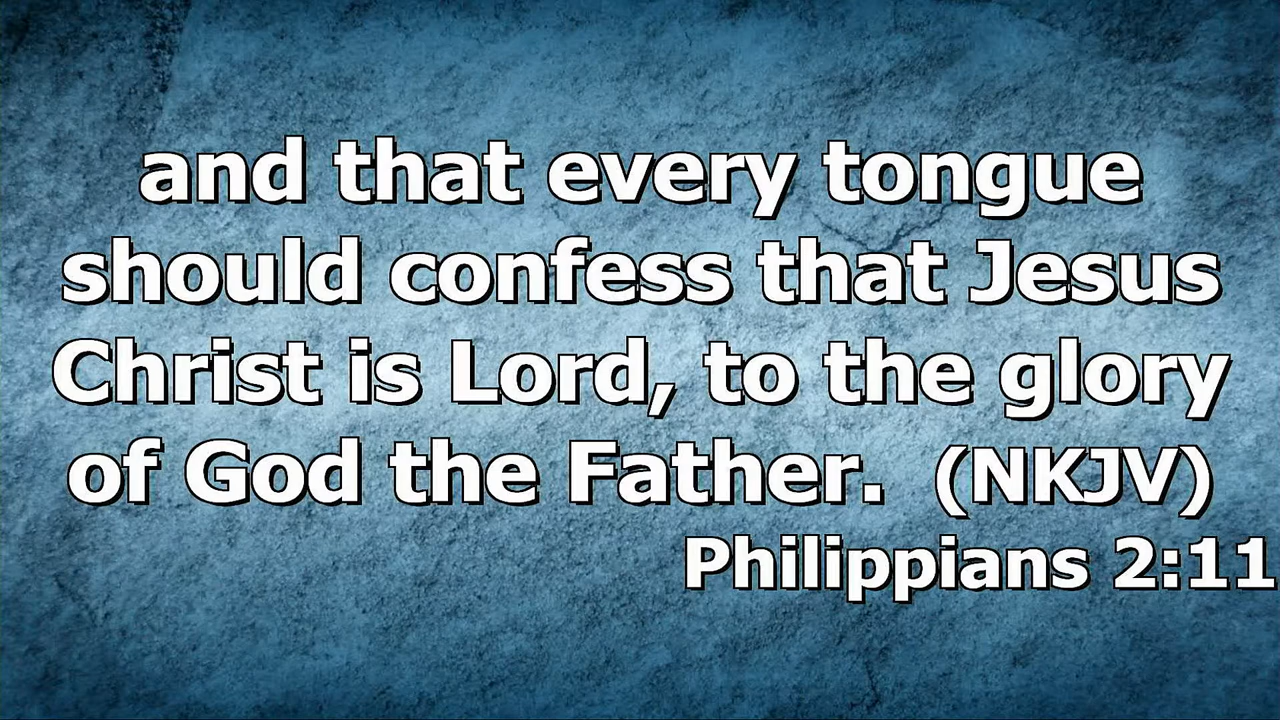 and that every tongue
should confess that Jesus
Christ is Lord, to the glory
of God the Father.  (NKJV)
Philippians 2:11